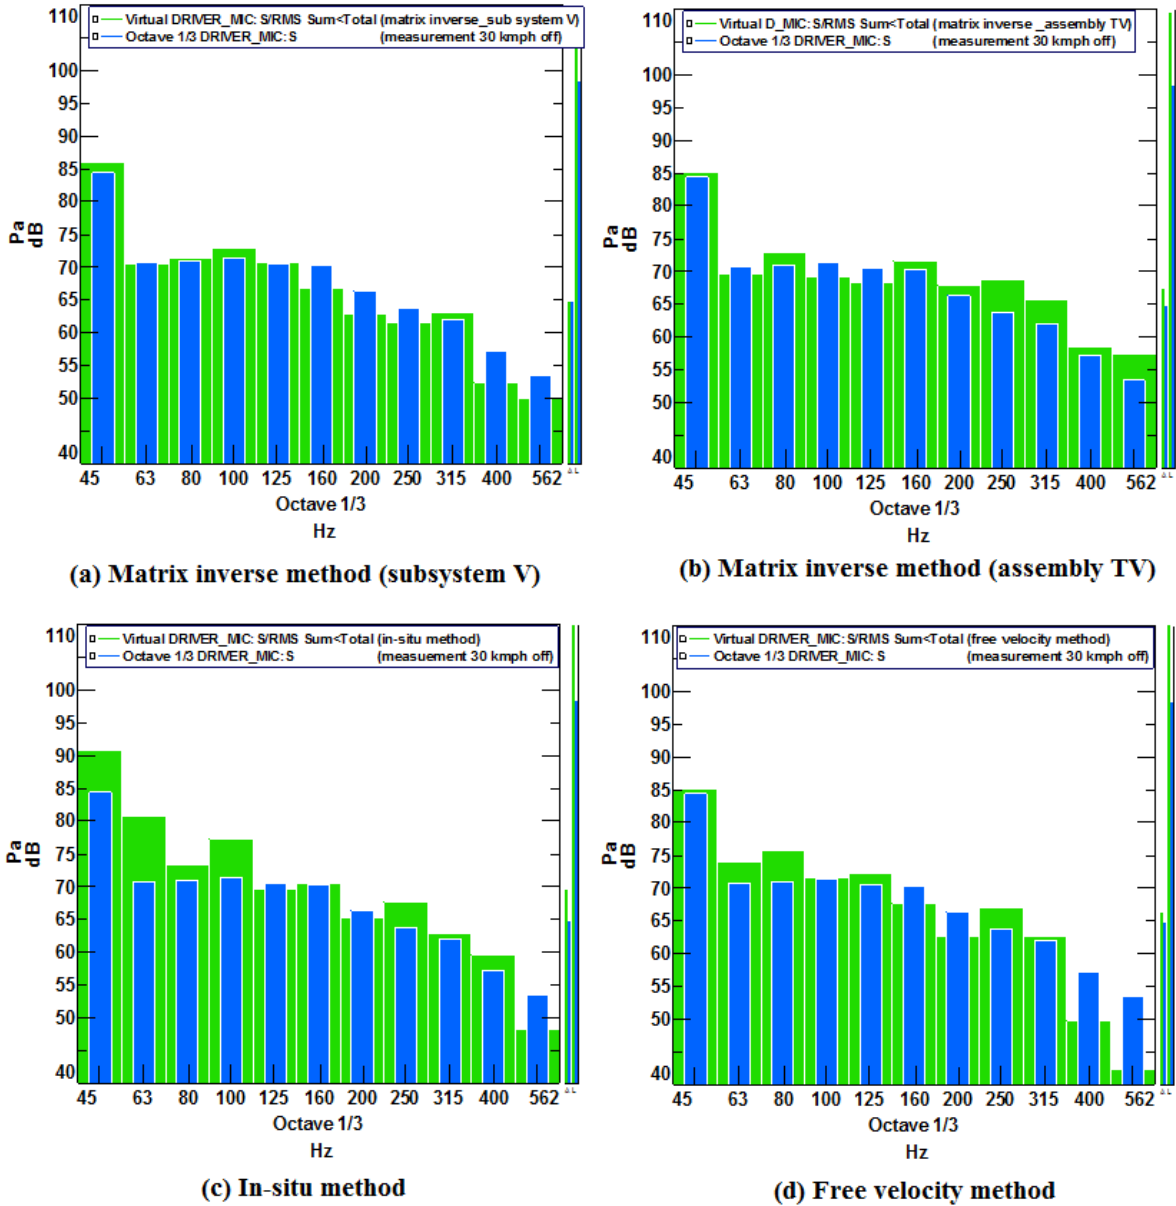 110
100
95
90
85
80
75
70
65
60
55
50
40
Pa
dB
Virtual DRIVER_MIC: S/RMS Sum<Total (matrix inverse_sub system V)
Octave 1/3 DRIVER_MIC: S (measurement 30 kmph off)
45 63 80 100 125 160 200 250 315 400 562
Octave 1/3
Hz
(a) Matrix inverse method (subsystem V)
110
100
95
90
85
80
75
70
65
60
55
50
40
Pa
dB
Virtual D_MIC: S/RMS Sum<Total (matrix inverse _assembly TV)
Octave 1/3 DRIVER_MIC: S (measurement 30 kmph off)
45 63 80 100 125 160 200 250 315 400 562
Octave 1/3
Hz
(b) Matrix inverse method (assembly TV)
110
100
95
90
85
80
75
70
65
60
55
50
40
Pa
dB
Virtual DRIVER_MIC: S/RMS Sum<Total (in-situ method)
Octave 1/3 DRIVER_MIC: S (measuement 30 kmph off)
45 63 80 100 125 160 200 250 315 400 562
Octave 1/3
Hz
(c) In-situ method
110
100
95
90
85
80
75
70
65
60
55
50
40
Pa
dB
Virtual DRIVER_MIC: S/RMS Sum<Total (free velocity method)
Octave 1/3 DRIVER_MIC: S (measurement 30 kmph off)
45 63 80 100 125 160 200 250 315 400 562
Octave 1/3
Hz
(d) Free velocity method